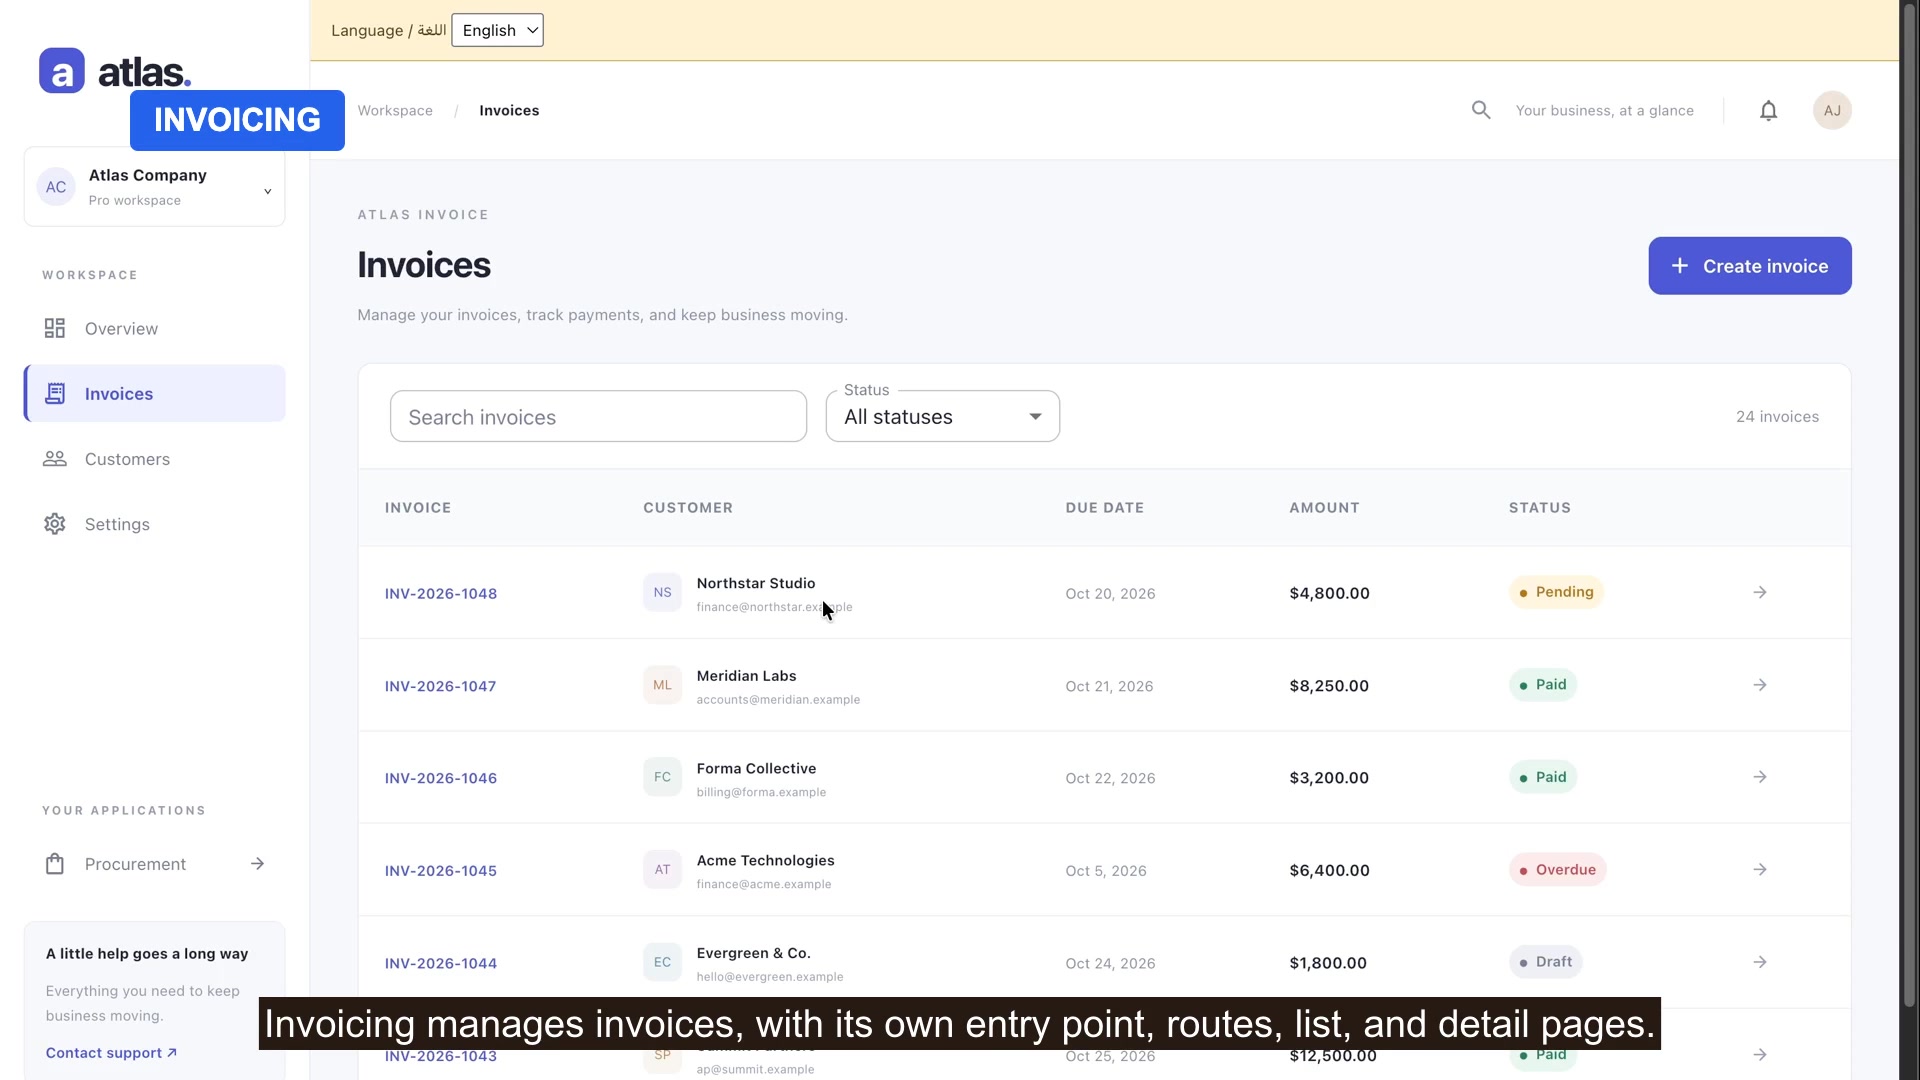 Language / اللغة English
a atlas.
INVOICING
Workspace / Invoices
Your business, at a glance
AJ
AC
Atlas Company
Pro workspace
WORKSPACE
Overview
Invoices
Customers
Settings
YOUR APPLICATIONS
Procurement
A little help goes a long way
Everything you need to keep
business moving.
Contact support ↗
ATLAS INVOICE
Invoices
+ Create invoice
Manage your invoices, track payments, and keep business moving.
Search invoices
Status
All statuses
24 invoices
INVOICE CUSTOMER DUE DATE AMOUNT STATUS
INV-2026-1048 NS Northstar Studio Oct 20, 2026 $4,800.00 Pending
finance@northstar.example
INV-2026-1047 ML Meridian Labs Oct 21, 2026 $8,250.00 Paid
accounts@meridian.example
INV-2026-1046 FC Forma Collective Oct 22, 2026 $3,200.00 Paid
billing@forma.example
INV-2026-1045 AT Acme Technologies Oct 5, 2026 $6,400.00 Overdue
finance@acme.example
INV-2026-1044 EC Evergreen & Co. Oct 24, 2026 $1,800.00 Draft
hello@evergreen.example
Invoicing manages invoices, with its own entry point, routes, list, and detail pages.
INV-2026-1043 SP Oct 25, 2026 $12,500.00 Paid
ap@summit.example